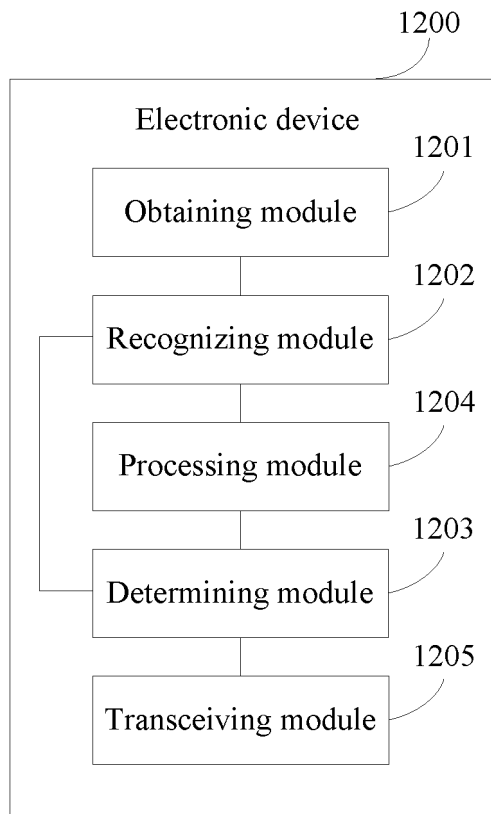 1200
Electronic device
1201
Obtaining module
1202
Recognizing module
1204
Processing module
1203
Determining module
1205
Transceiving module